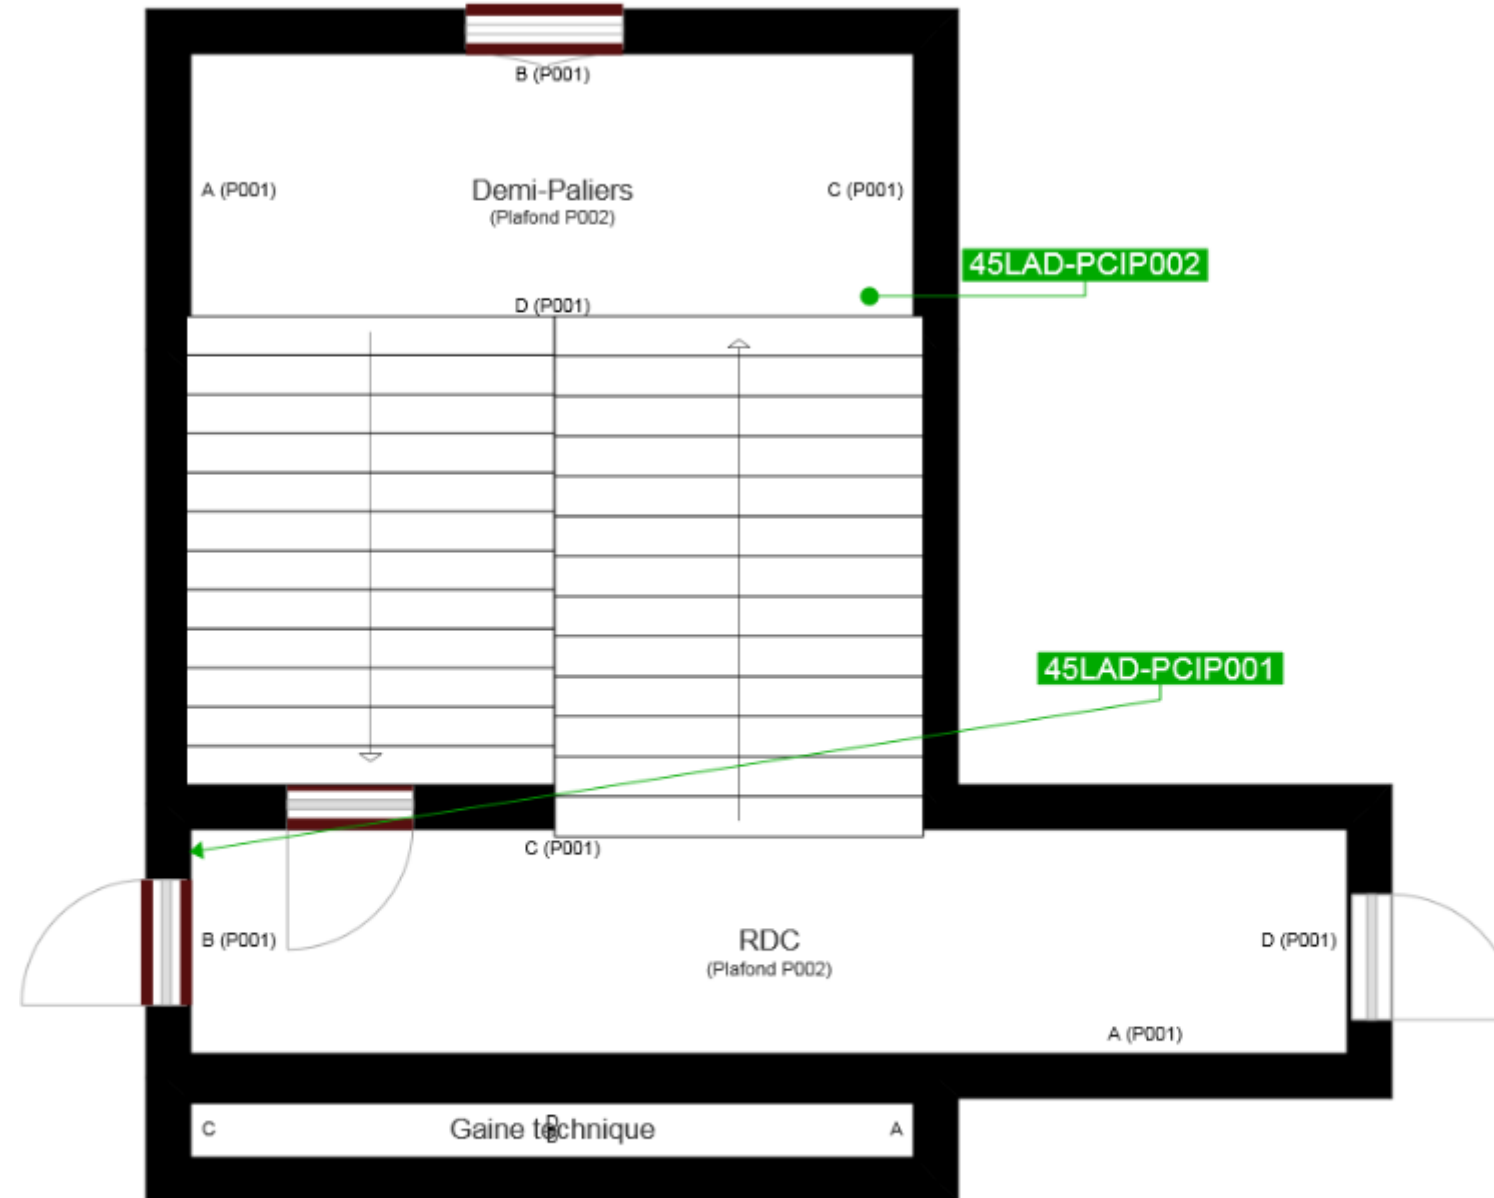 B (P001)
A (P001)
Demi-Paliers
C (P001)
(Plafond P002)
45LAD-PCIP002
D (P001)
45LAD-PCIP001
C (P001)
B (P001)
RDC
D (P001)
(Plafond P002)
A (P001)
C
Gaine technique
A